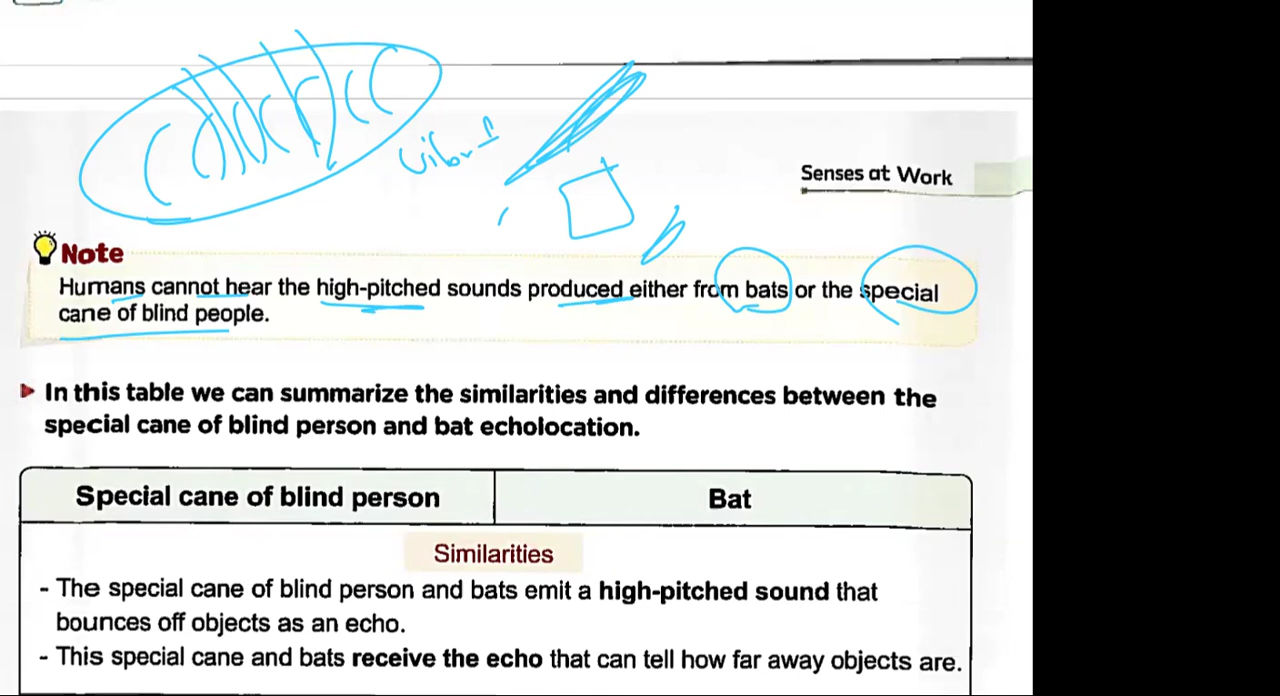 Senses at Work
Note
Humans cannot hear the high-pitched sounds produced either from bats or the special
cane of blind people.
In this table we can summarize the similarities and differences between the
special cane of blind person and bat echolocation.
Special cane of blind person
Bat
Similarities
- The special cane of blind person and bats emit a high-pitched sound that
bounces off objects as an echo.
- This special cane and bats receive the echo that can tell how far away objects are.